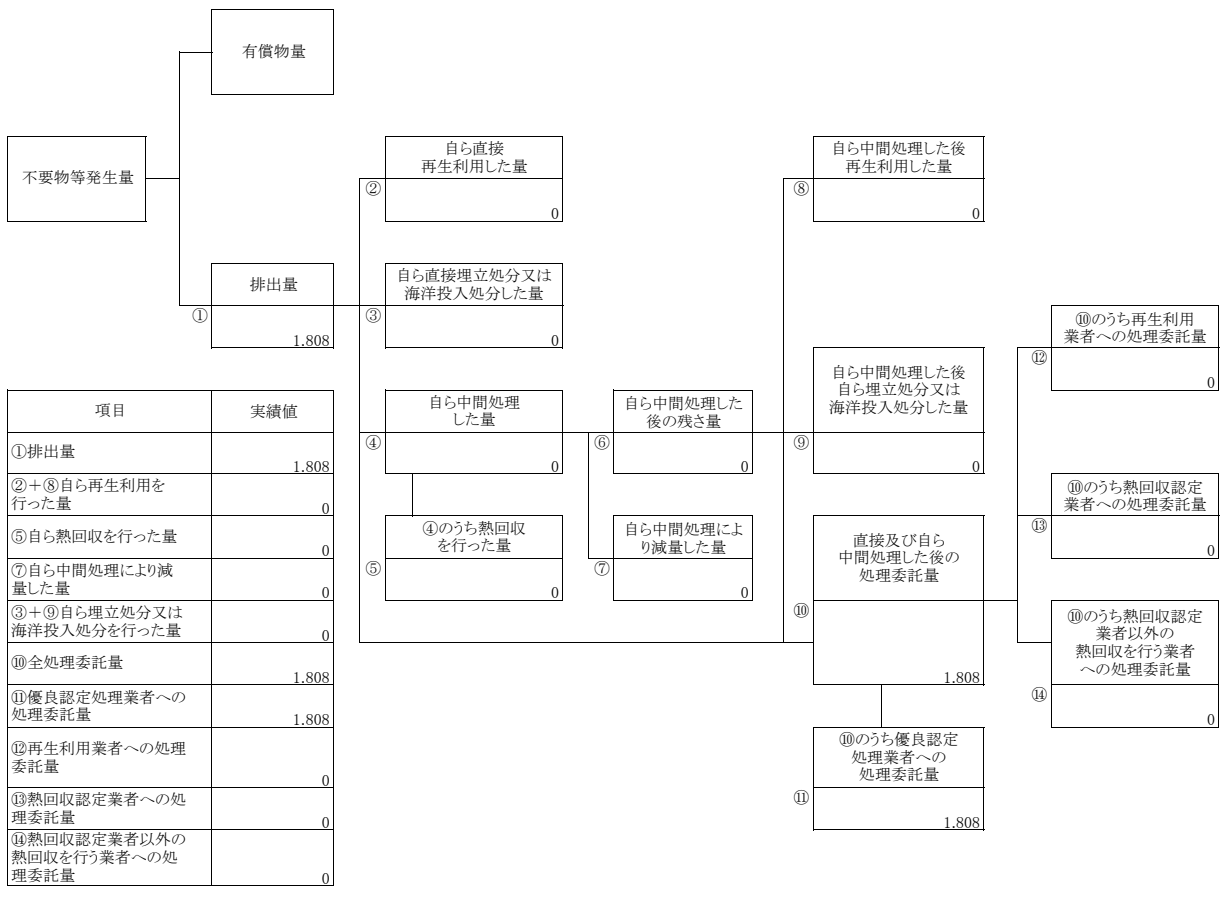 有償物量
不要物等発生量
排出量
①
1.808
自ら直接
再生利用した量
②
0
自ら直接埋立処分又は
海洋投入処分した量
③
0
自ら中間処理
した量
④
0
④のうち熱回収
を行った量
⑤
0
自ら中間処理した
後の残さ量
⑥
0
自ら中間処理によ
り減量した量
⑦
0
自ら中間処理した後
再生利用した量
⑧
0
自ら中間処理した後
自ら埋立処分又は
海洋投入処分した量
⑨
0
直接及び自ら
中間処理した後の
処理委託量
⑩
1.808
⑩のうち優良認定
処理業者への
処理委託量
⑪
1.808
⑩のうち再生利用
業者への処理委託量
⑫
0
⑩のうち熱回収認定
業者への処理委託量
⑬
0
⑩のうち熱回収認定
業者以外の
熱回収を行う業者
への処理委託量
⑭
0
項目 実績値
①排出量
1.808
②＋⑧自ら再生利用を
行った量
0
⑤自ら熱回収を行った量
0
⑦自ら中間処理により減
量した量
0
③＋⑨自ら埋立処分又は
海洋投入処分を行った量
0
⑩全処理委託量
1.808
⑪優良認定処理業者への
処理委託量
1.808
⑫再生利用業者への処理
委託量
0
⑬熱回収認定業者への処
理委託量
0
⑭熱回収認定業者以外の
熱回収を行う業者への処
理委託量
0